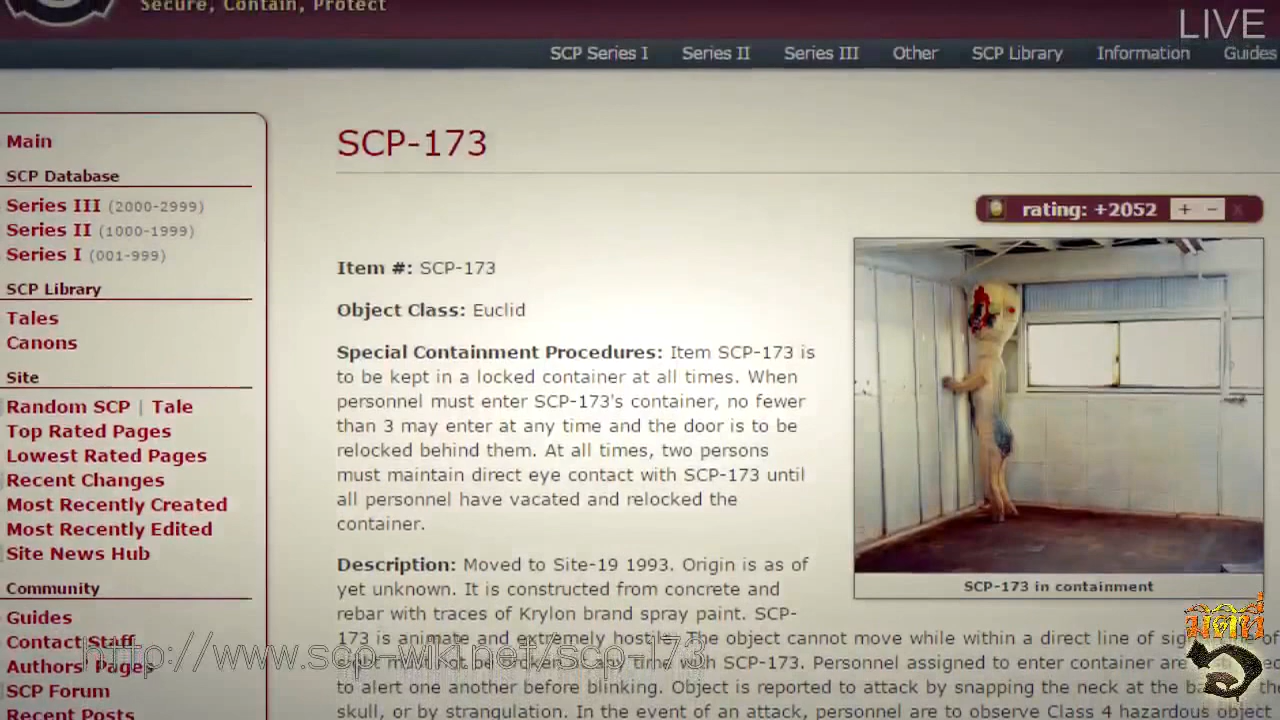 Secure, Contain, Protect
LIVE
SCP Series I Series II Series III Other SCP Library Information Guides
Main
SCP Database
Series III (2000-2999)
Series II (1000-1999)
Series I (001-999)
SCP Library
Tales
Canons
Site
Random SCP | Tale
Top Rated Pages
Lowest Rated Pages
Recent Changes
Most Recently Created
Most Recently Edited
Site News Hub
Community
Guides
Contact Staff
Authors' Pages
SCP Forum
Recent Posts
SCP-173
rating: +2052 + − x
Item #: SCP-173
Object Class: Euclid
Special Containment Procedures: Item SCP-173 is
to be kept in a locked container at all times. When
personnel must enter SCP-173's container, no fewer
than 3 may enter at any time and the door is to be
relocked behind them. At all times, two persons
must maintain direct eye contact with SCP-173 until
all personnel have vacated and relocked the
container.
Description: Moved to Site-19 1993. Origin is as of
yet unknown. It is constructed from concrete and
rebar with traces of Krylon brand spray paint. SCP-
173 is animate and extremely hostile. The object cannot move while within a direct line of of
must not be broken at any time with SCP-173. Personnel assigned to enter container are
to alert one another before blinking. Object is reported to attack by snapping the neck at the
skull, or by strangulation. In the event of an attack, personnel are to observe Class 4 hazardous object
SCP-173 in containment
http://www.scp-wiki.net/scp-173